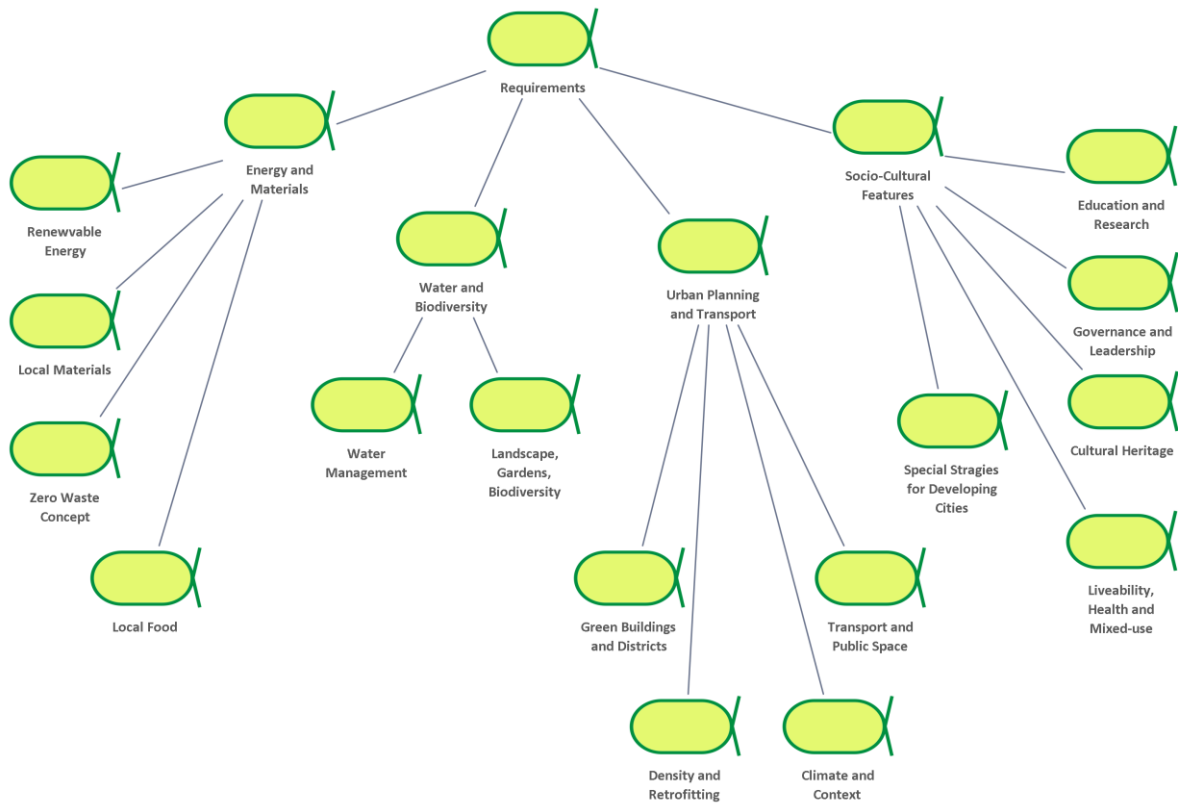 Requirements
Energy and
Materials
Socio-Cultural
Features
Education and
Research
Renewvable
Energy
Water and
Biodiversity
Urban Planning
and Transport
Governance and
Leadership
Local Materials
Water
Management
Landscape,
Gardens,
Biodiversity
Special Stragies
for Developing
Cities
Cultural Heritage
Zero Waste
Concept
Local Food
Green Buildings
and Districts
Transport and
Public Space
Liveability,
Health and
Mixed-use
Density and
Retrofitting
Climate and
Context